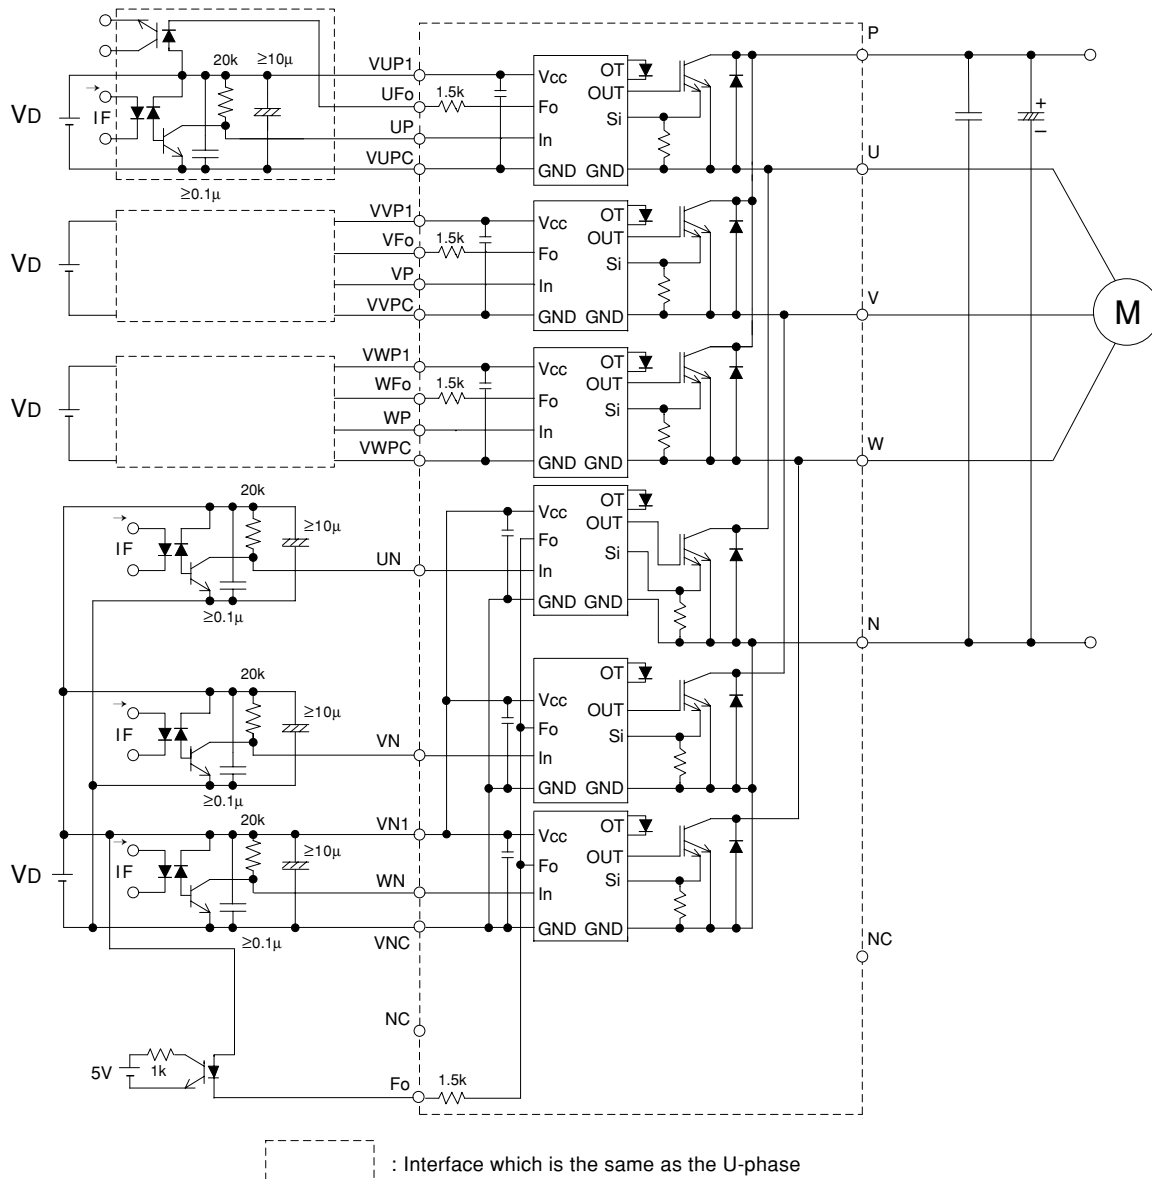 P
20k
≥10µ
VUP1
Vcc
OT
UFo
1.5k
OUT
VD
IF
Fo
Si
UP
In
U
VUPC
GND GND
≥0.1µ
VVP1
Vcc
OT
VFo
1.5k
OUT
VD
Fo
Si
VP
In
V
VVPC
GND GND
M
VWP1
Vcc
OT
WFo
1.5k
OUT
VD
Fo
Si
WP
In
W
VWPC
GND GND
20k
≥10µ
Vcc
OT
OUT
IF
Fo
Si
UN
In
≥0.1µ
GND GND
N
20k
OT
≥10µ
Vcc
OUT
IF
Fo
Si
VN
In
≥0.1µ
GND GND
20k
VN1
Vcc
OT
≥10µ
OUT
VD
IF
Fo
Si
WN
In
VNC
GND GND
≥0.1µ
NC
NC
5V
1k
Fo
1.5k
+
–
: Interface which is the same as the U-phase